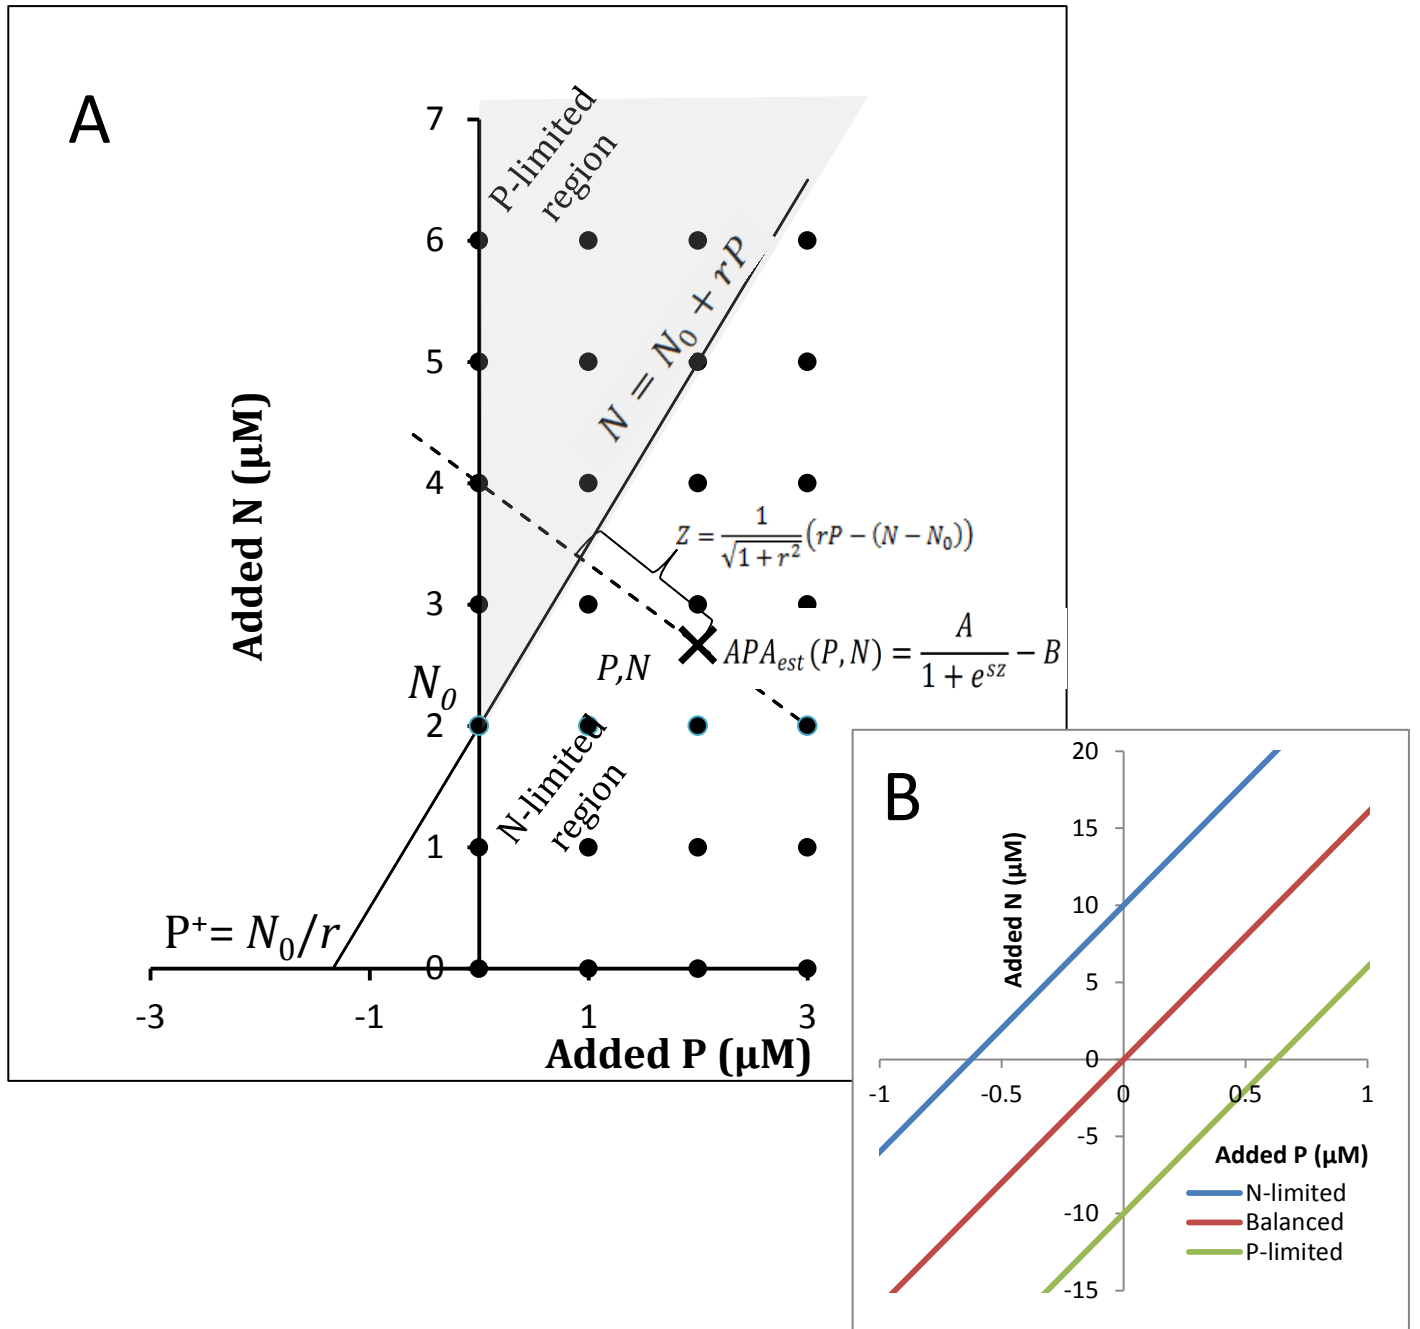 A
7
6
5
4
3
2
1
0
Added N (µM)
P-limited
region
N = N₀ + rP
Z = 1/√(1 + r²) (rP − (N − N₀))
P,N
APA_est(P, N) = A/(1 + e^{sz}) − B
N₀
N-limited
region
P⁺= N₀/r
-3
-1
1
3
Added P (µM)
B
20
15
10
5
0
-5
-10
-15
Added N (µM)
-1
-0.5
0
0.5
1
Added P (µM)
N-limited
Balanced
P-limited